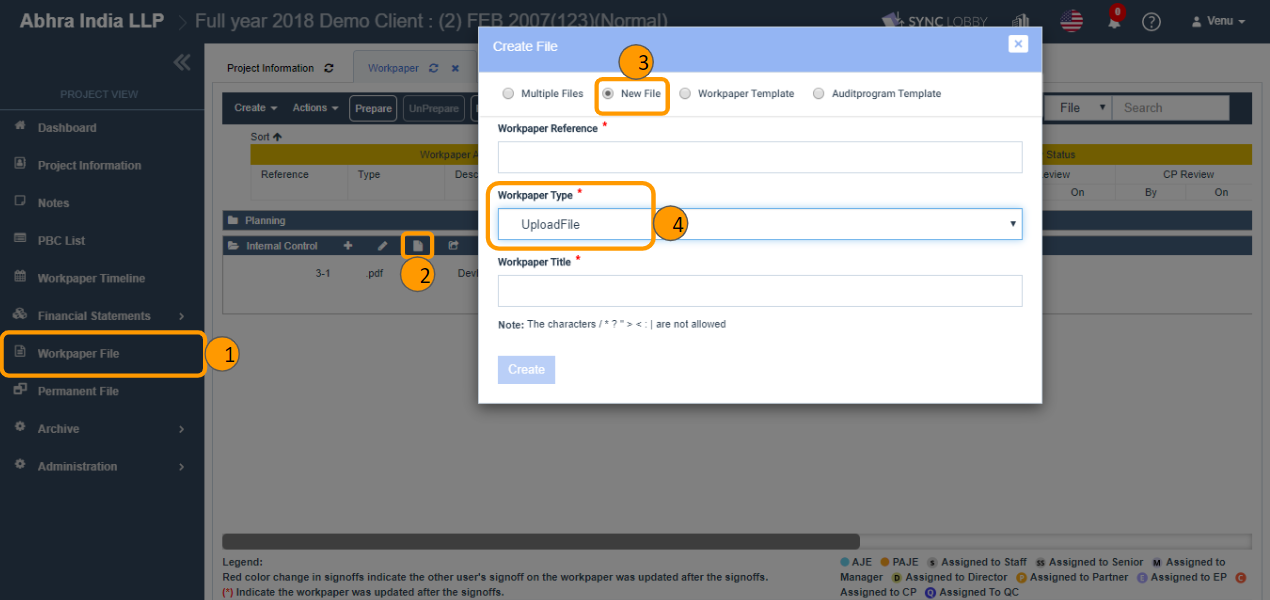 Abhra India LLP
Full year 2018 Demo Client : (2) FEB 2007(123)(Normal)
SYNC LOBBY
0
?
Venu
PROJECT VIEW
Dashboard
Project Information
Notes
PBC List
Workpaper Timeline
Financial Statements
Workpaper File
1
Permanent File
Archive
Administration
Project Information
Workpaper
Create
Actions
Prepare
UnPrepare
File
Search
Sort
Workpaper A
Status
Reference
Type
Desc
eview
CP Review
On
By
On
Planning
Internal Control
2
3-1
.pdf
Create File
3
Multiple Files
New File
Workpaper Template
Auditprogram Template
Workpaper Reference *
Workpaper Type *
UploadFile
4
Workpaper Title *
Note: The characters / * ? " > < : | are not allowed
Create
Legend:
Red color change in signoffs indicate the other user's signoff on the workpaper was updated after the signoffs.
(*) Indicate the workpaper was updated after the signoffs.
AJE PAJE S Assigned to Staff SS Assigned to Senior M Assigned to
Manager D Assigned to Director P Assigned to Partner E Assigned to EP C
Assigned to CP Q Assigned To QC